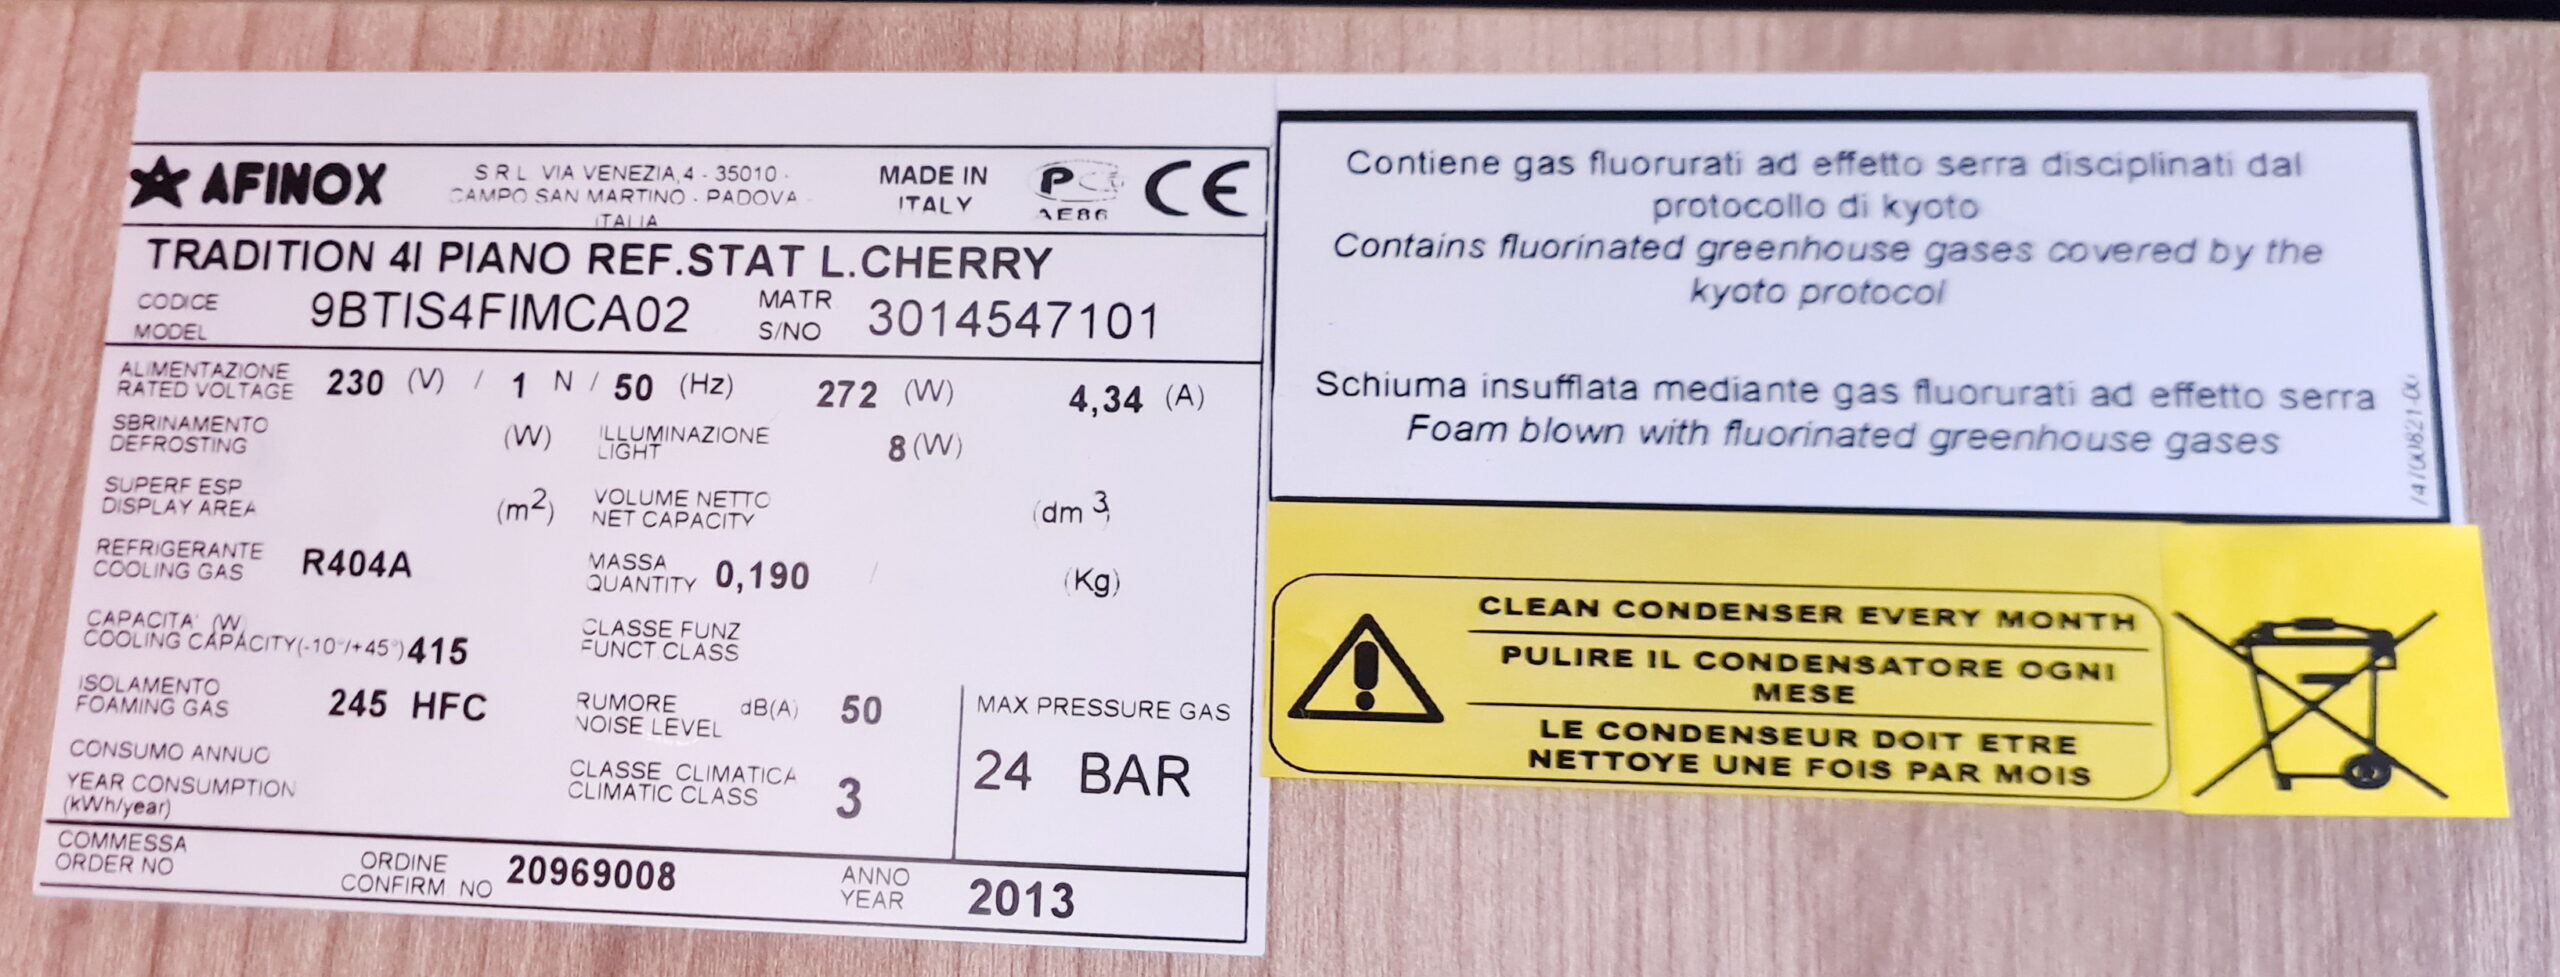 AFINOX
SRL VIA VENEZIA,4 - 35010 -
CAMPO SAN MARTINO - PADOVA -
ITALIA
MADE IN
ITALY
AE86
CE
TRADITION 4I PIANO REF.STAT L.CHERRY
CODICE
MODEL
9BTIS4FIMCA02
MATR
S/NO
3014547101
ALIMENTAZIONE
RATED VOLTAGE
230 (V) / 1 N / 50 (Hz) 272 (W) 4,34 (A)
SBRINAMENTO
DEFROSTING
(W)
ILLUMINAZIONE
LIGHT
8 (W)
SUPERF ESP
DISPLAY AREA
(m2)
VOLUME NETTO
NET CAPACITY
(dm 3)
REFRIGERANTE
COOLING GAS
R404A
MASSA
QUANTITY
0,190 / (Kg)
CAPACITA' (W
COOLING CAPACITY(-10°/+45°) 415
CLASSE FUNZ
FUNCT CLASS
ISOLAMENTO
FOAMING GAS
245 HFC
RUMORE
NOISE LEVEL
dB(A) 50
CONSUMO ANNUO
YEAR CONSUMPTION
(kWh/year)
CLASSE CLIMATICA
CLIMATIC CLASS
3
MAX PRESSURE GAS
24 BAR
COMMESSA
ORDER NO
ORDINE
CONFIRM. NO
20969008
ANNO
YEAR
2013
Contiene gas fluorurati ad effetto serra disciplinati dal
protocollo di kyoto
Contains fluorinated greenhouse gases covered by the
kyoto protocol
Schiuma insufflata mediante gas fluorurati ad effetto serra
Foam blown with fluorinated greenhouse gases
CLEAN CONDENSER EVERY MONTH
PULIRE IL CONDENSATORE OGNI
MESE
LE CONDENSEUR DOIT ETRE
NETTOYE UNE FOIS PAR MOIS